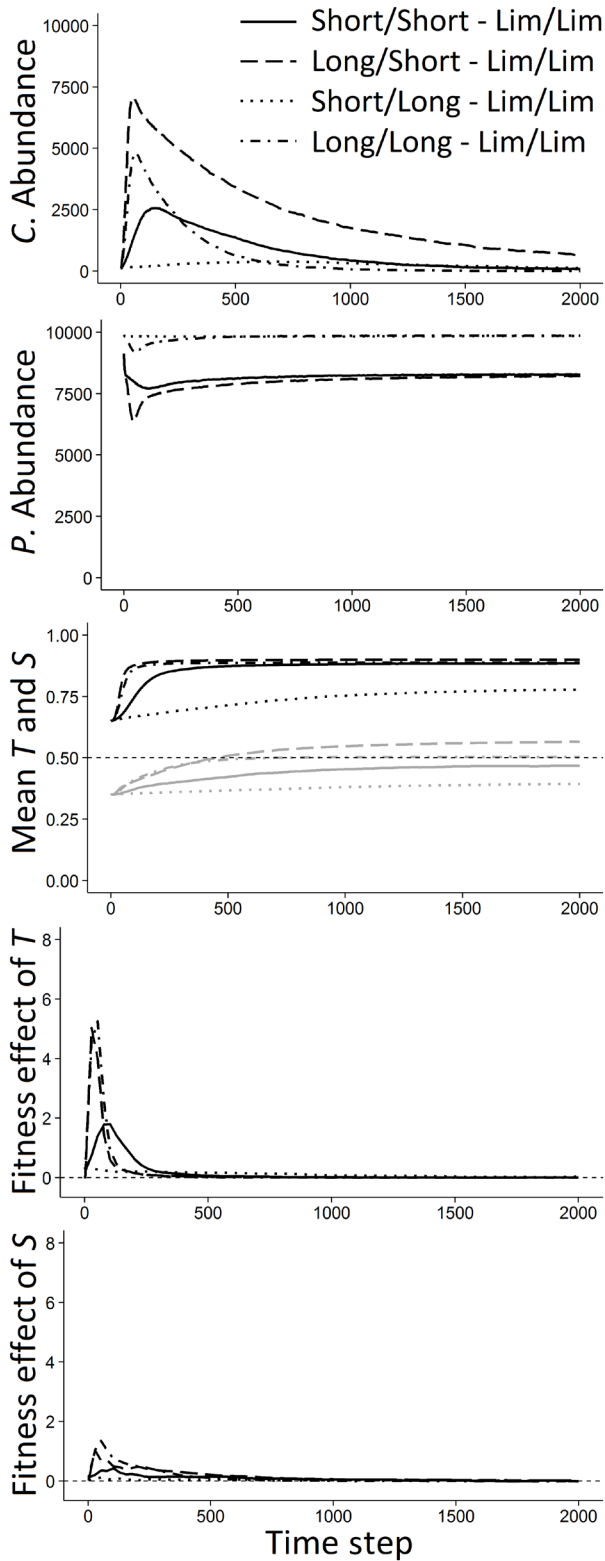 Short/Short - Lim/Lim
Long/Short - Lim/Lim
Short/Long - Lim/Lim
Long/Long - Lim/Lim
C. Abundance
10000
7500
5000
2500
0
0 500 1000 1500 2000
P. Abundance
10000
7500
5000
2500
0
0 500 1000 1500 2000
Mean T and S
1.00
0.75
0.50
0.25
0.00
0 500 1000 1500 2000
Fitness effect of T
8
6
4
2
0
0 500 1000 1500 2000
Fitness effect of S
8
6
4
2
0
0 500 1000 1500 2000
Time step